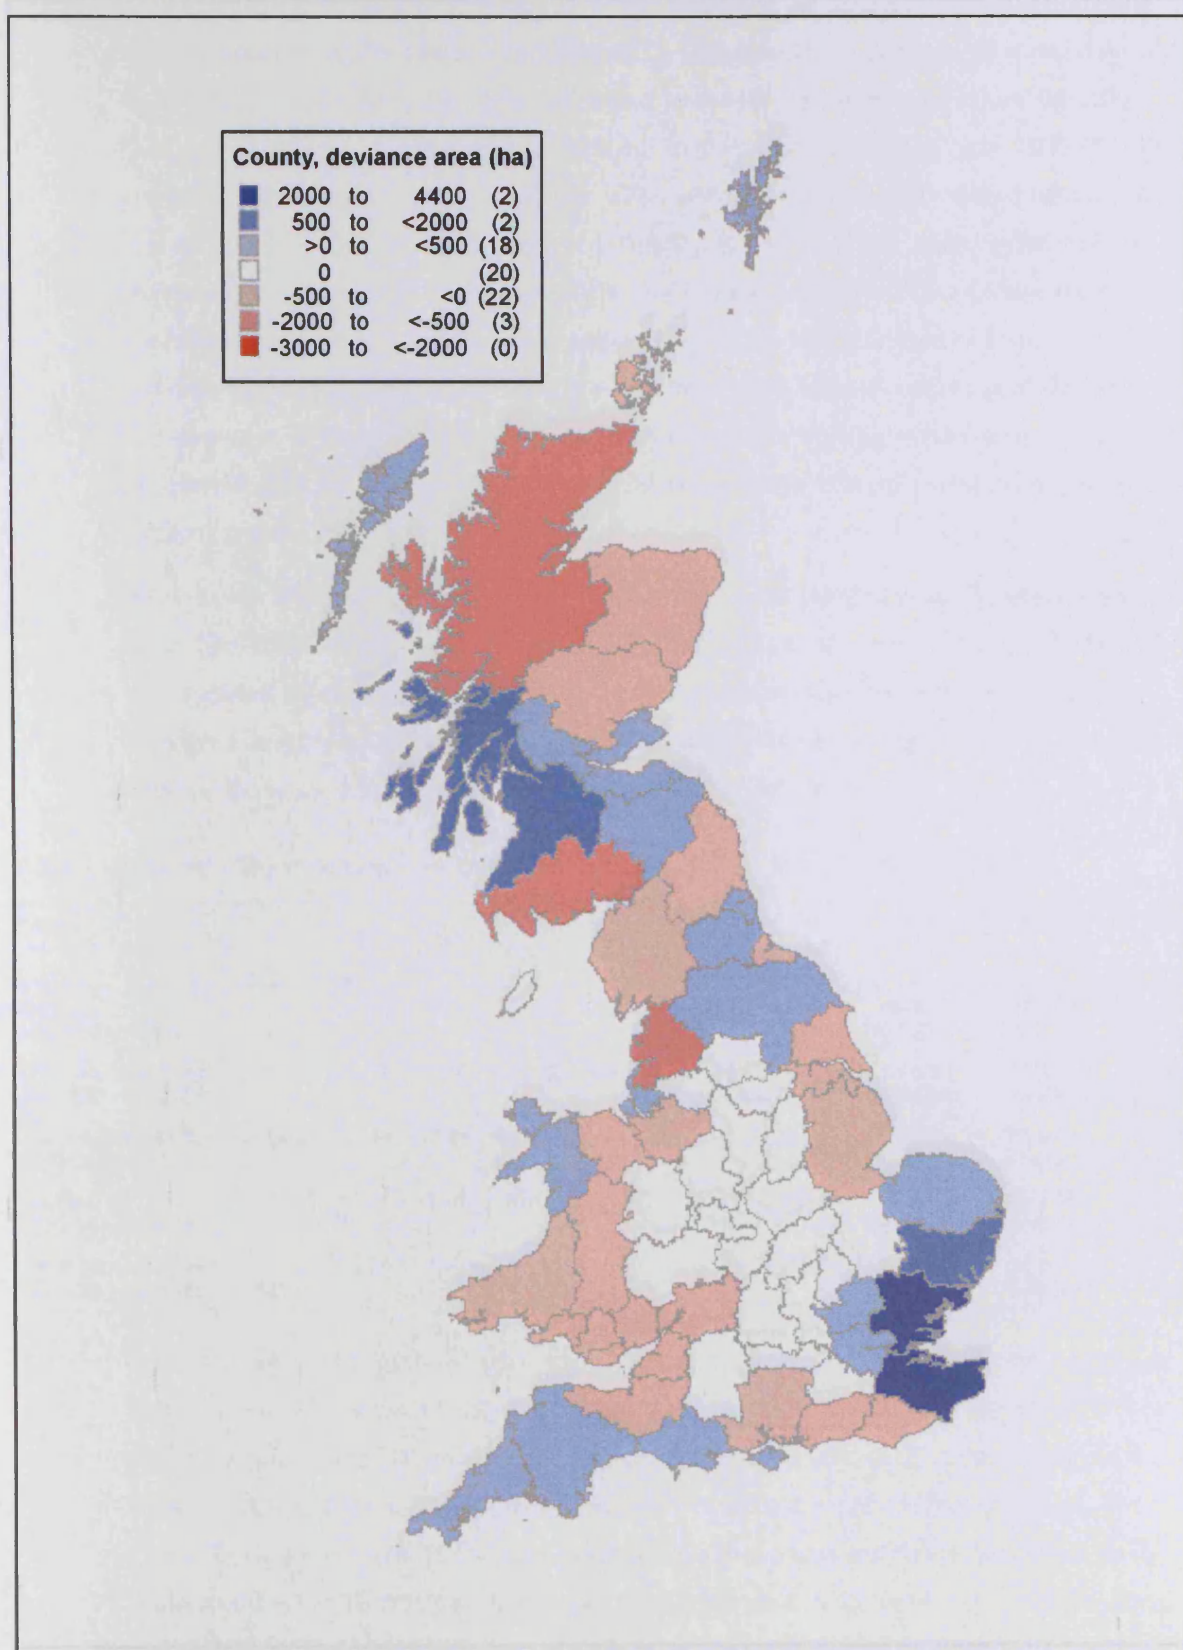 County, deviance area (ha)
2000 to 4400 (2)
500 to <2000 (2)
>0 to <500 (18)
0 (20)
-500 to <0 (22)
-2000 to <-500 (3)
-3000 to <-2000 (0)